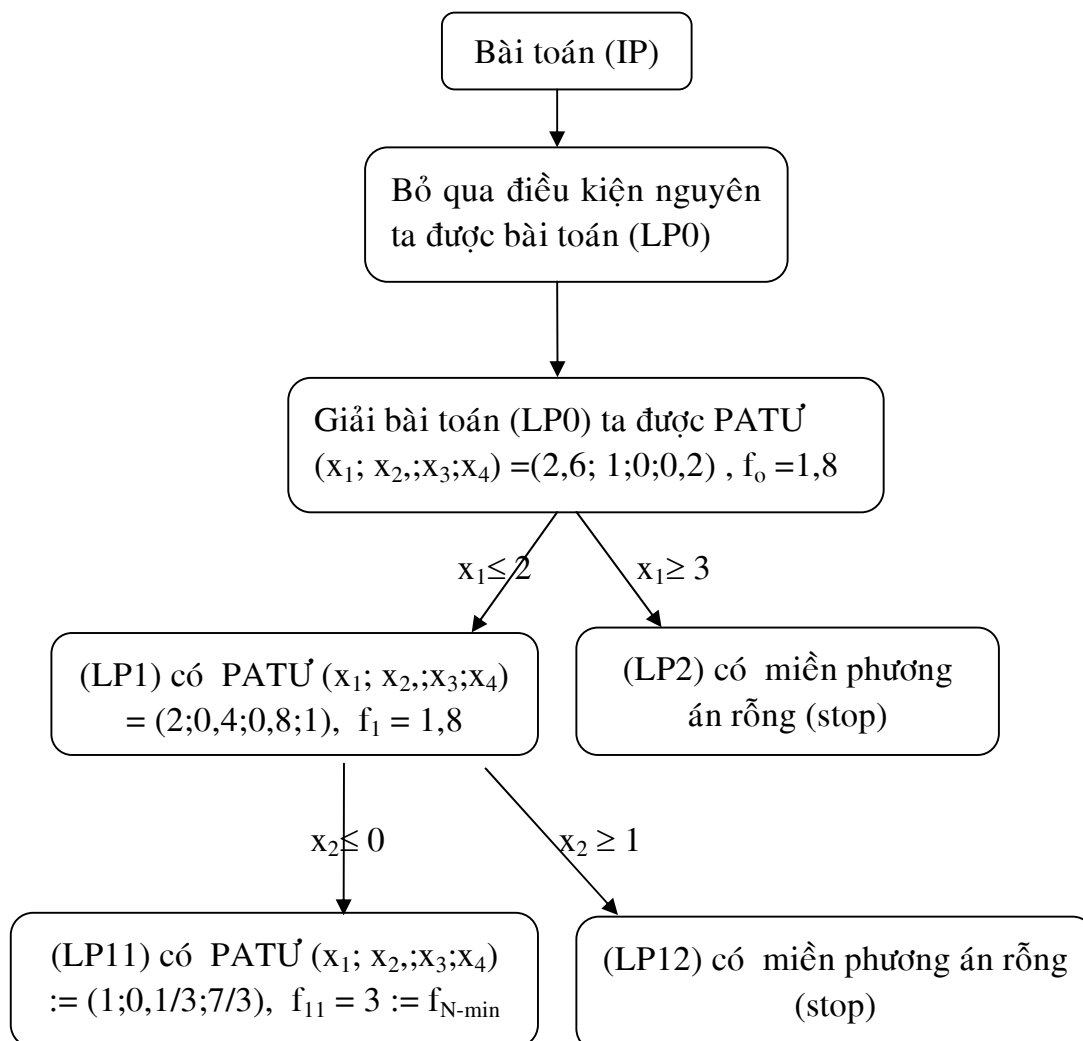 Bài toán (IP)
Bỏ qua điều kiện nguyên
ta được bài toán (LP0)
Giải bài toán (LP0) ta được PATƯ
(x₁; x₂,;x₃;x₄) =(2,6; 1;0;0,2) , fₒ =1,8
x₁≤ 2
x₁≥ 3
(LP1) có PATƯ (x₁; x₂,;x₃;x₄)
= (2;0,4;0,8;1), f₁ = 1,8
(LP2) có miền phương
án rỗng (stop)
x₂≤ 0
x₂ ≥ 1
(LP11) có PATƯ (x₁; x₂,;x₃;x₄)
:= (1;0,1/3;7/3), f₁₁ = 3 := f_N-min
(LP12) có miền phương án rỗng
(stop)